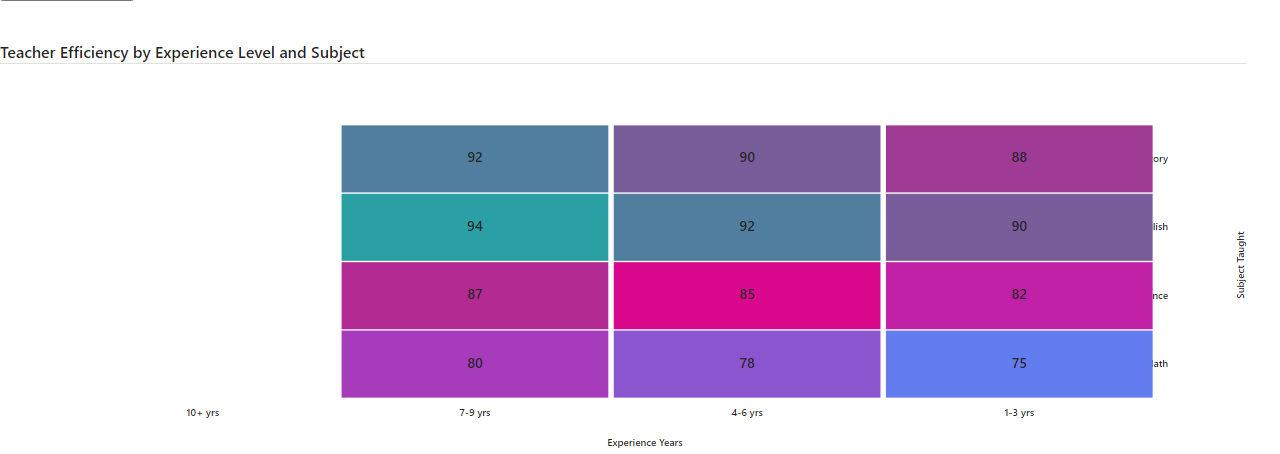 Teacher Efficiency by Experience Level and Subject
92 90 88 ory
94 92 90 lish
87 85 82 nce
80 78 75 ath
10+ yrs 7-9 yrs 4-6 yrs 1-3 yrs
Experience Years
Subject Taught